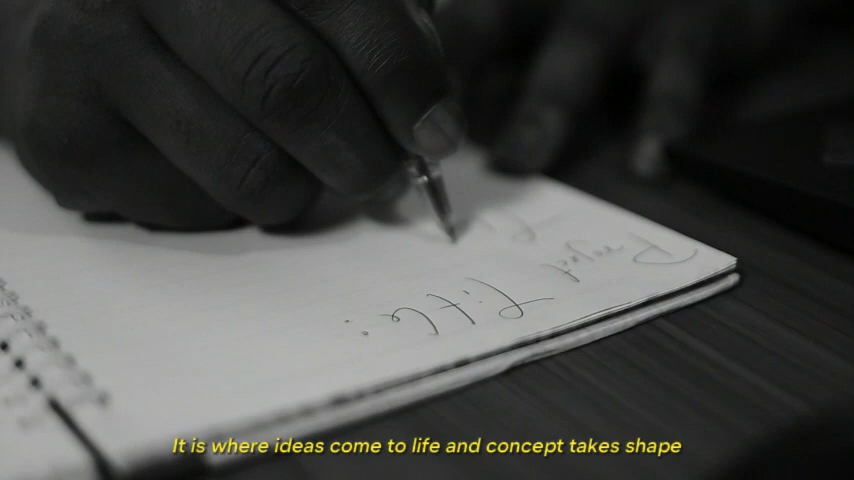 Project
Title:
It is where ideas come to life and concept takes shape